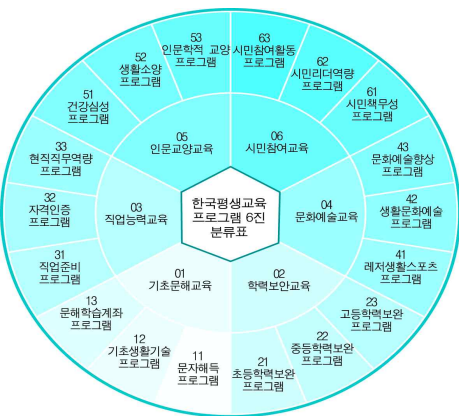 한국평생교육
프로그램 6진
분류표
01
기초문해교육
02
학력보안교육
03
직업능력교육
04
문화예술교육
05
인문교양교육
06
시민참여교육
11
문자해득
프로그램
12
기초생활기술
프로그램
13
문해학습계좌
프로그램
21
초등학력보완
프로그램
22
중등학력보완
프로그램
23
고등학력보완
프로그램
31
직업준비
프로그램
32
자격인증
프로그램
33
현직직무역량
프로그램
41
레저생활스포츠
프로그램
42
생활문화예술
프로그램
43
문화예술향상
프로그램
51
건강심성
프로그램
52
생활소양
프로그램
53
인문학적 교양
프로그램
61
시민책무성
프로그램
62
시민리더역량
프로그램
63
시민참여활동
프로그램